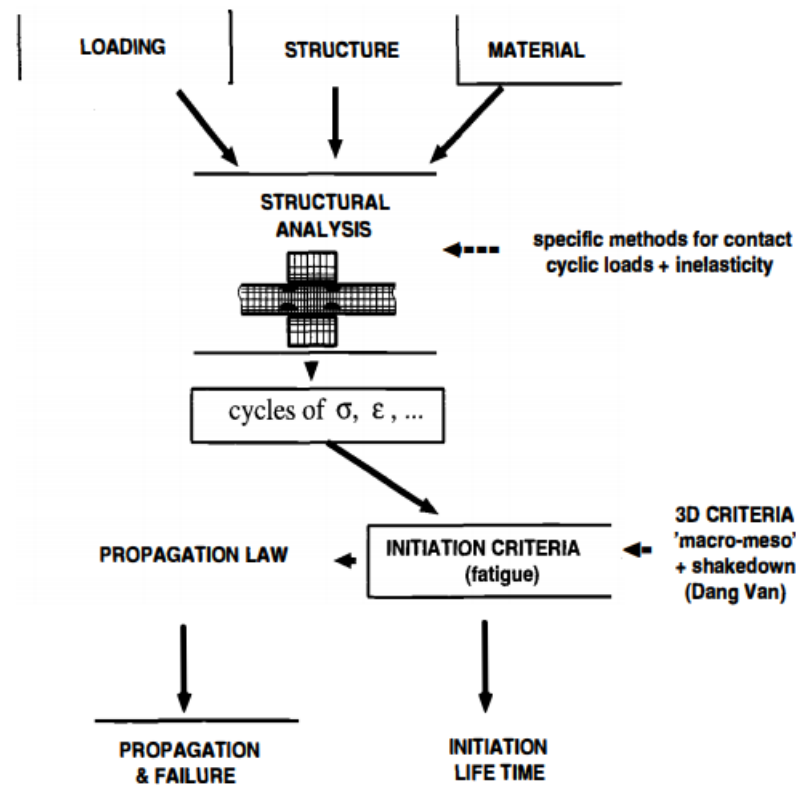 LOADING
STRUCTURE
MATERIAL
STRUCTURAL
ANALYSIS
specific methods for contact
cyclic loads + inelasticity
cycles of σ, ε , ...
PROPAGATION LAW
INITIATION CRITERIA
(fatigue)
3D CRITERIA
'macro-meso'
+ shakedown
(Dang Van)
PROPAGATION
& FAILURE
INITIATION
LIFE TIME